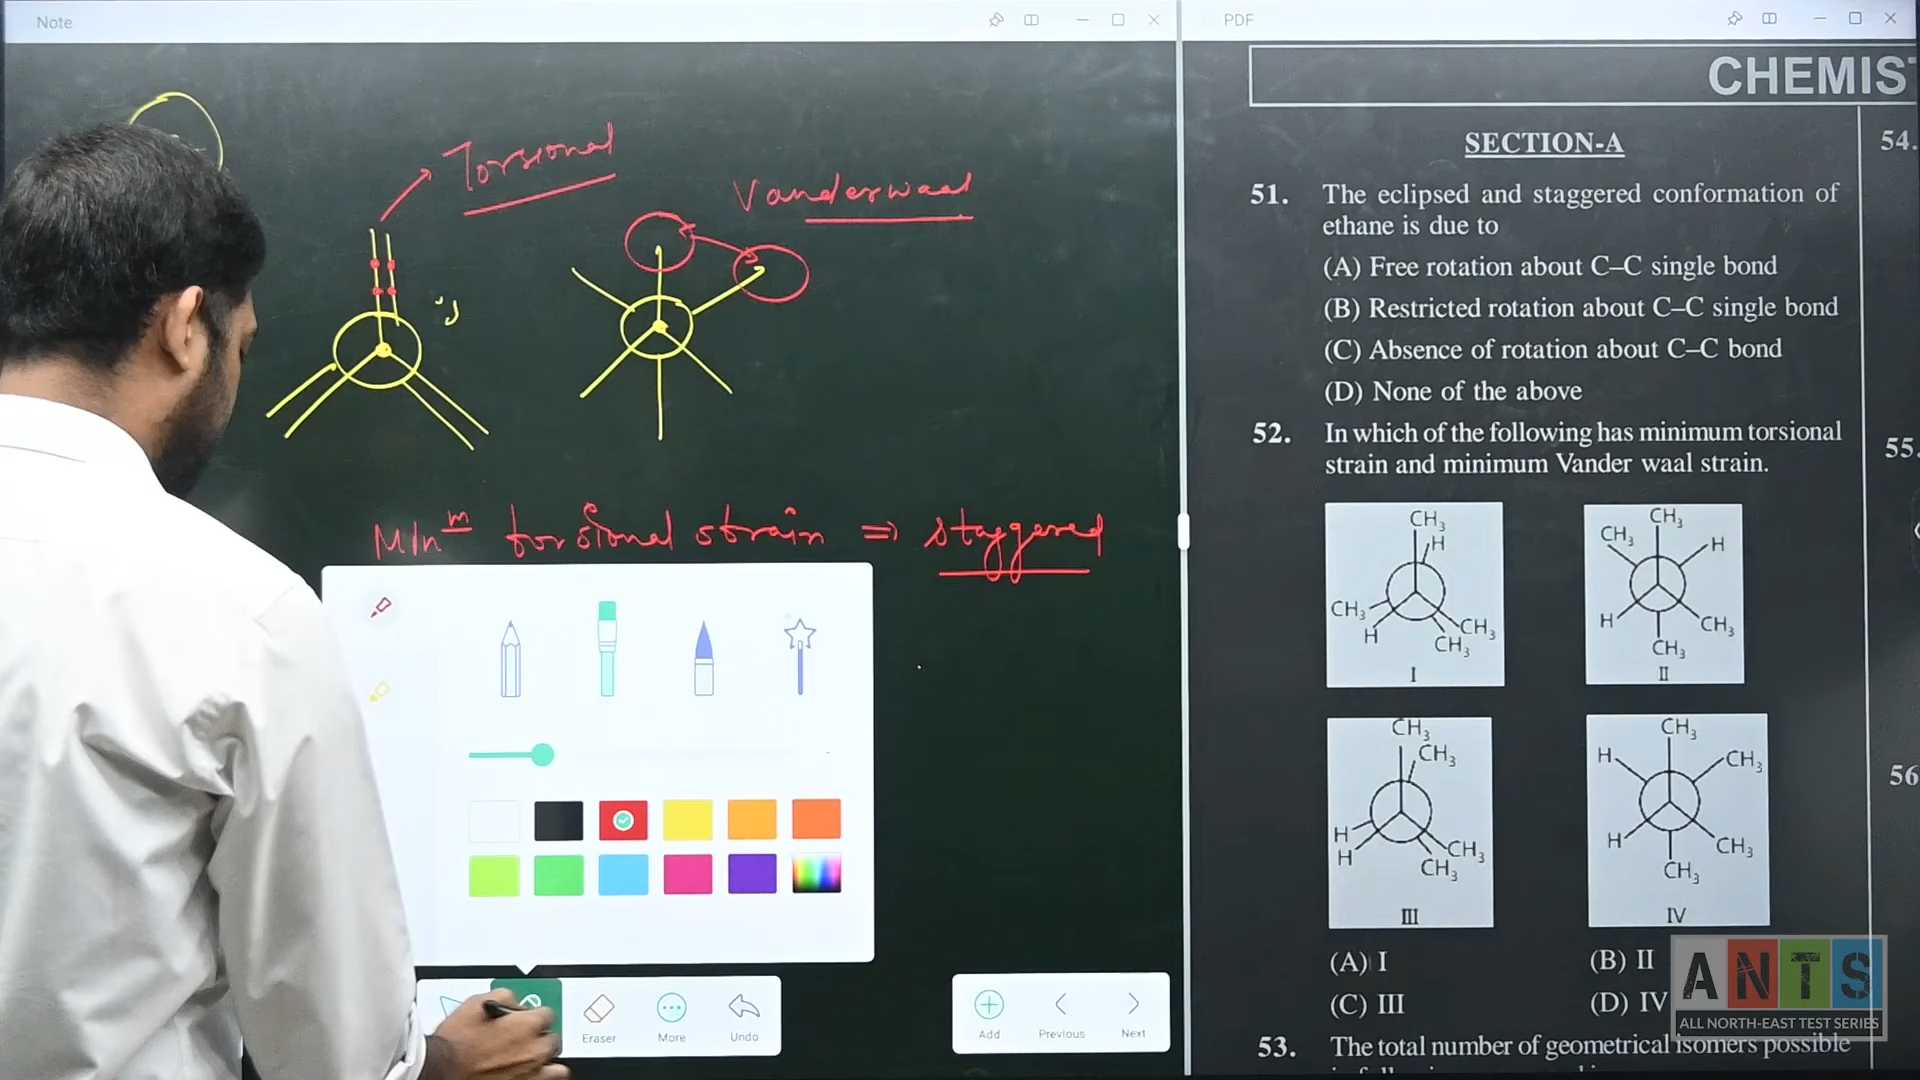 Note
PDF
Torsional
Vanderwaal
Min^m torsional strain ⇒ staggered
Eraser
More
Undo
Add
Previous
Next
CHEMIST
SECTION-A
51. The eclipsed and staggered conformation of
ethane is due to
(A) Free rotation about C–C single bond
(B) Restricted rotation about C–C single bond
(C) Absence of rotation about C–C bond
(D) None of the above
52. In which of the following has minimum torsional
strain and minimum Vander waal strain.
CH₃
H
CH₃
H
CH₃
CH₃
I
CH₃
CH₃
H
H
CH₃
CH₃
II
CH₃
CH₃
H
H
CH₃
CH₃
III
CH₃
H
CH₃
H
CH₃
CH₃
IV
(A) I
(B) II
(C) III
(D) IV
53. The total number of geometrical isomers possible
54.
55.
56
ANTS
ALL NORTH-EAST TEST SERIES